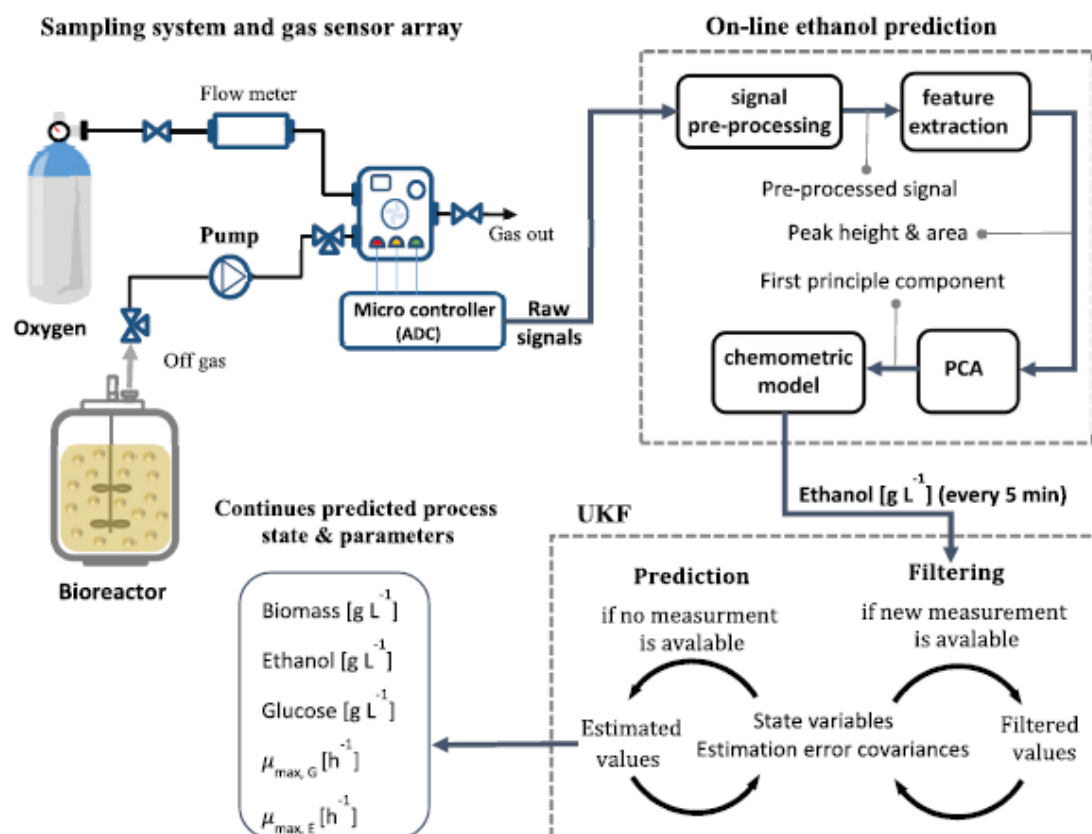 Sampling system and gas sensor array
Flow meter
Pump
Gas out
Oxygen
Off gas
Micro controller
(ADC)
Raw
signals
Bioreactor
On-line ethanol prediction
signal
pre-processing
feature
extraction
Pre-processed signal
Peak height & area
First principle component
chemometric
model
PCA
Ethanol [g L⁻¹] (every 5 min)
UKF
Prediction
if no measurment
is avalable
Filtering
if new measurement
is avalable
Estimated
values
State variables
Estimation error covariances
Filtered
values
Continues predicted process
state & parameters
Biomass [g L⁻¹]
Ethanol [g L⁻¹]
Glucose [g L⁻¹]
μmax, G [h⁻¹]
μmax, E [h⁻¹]